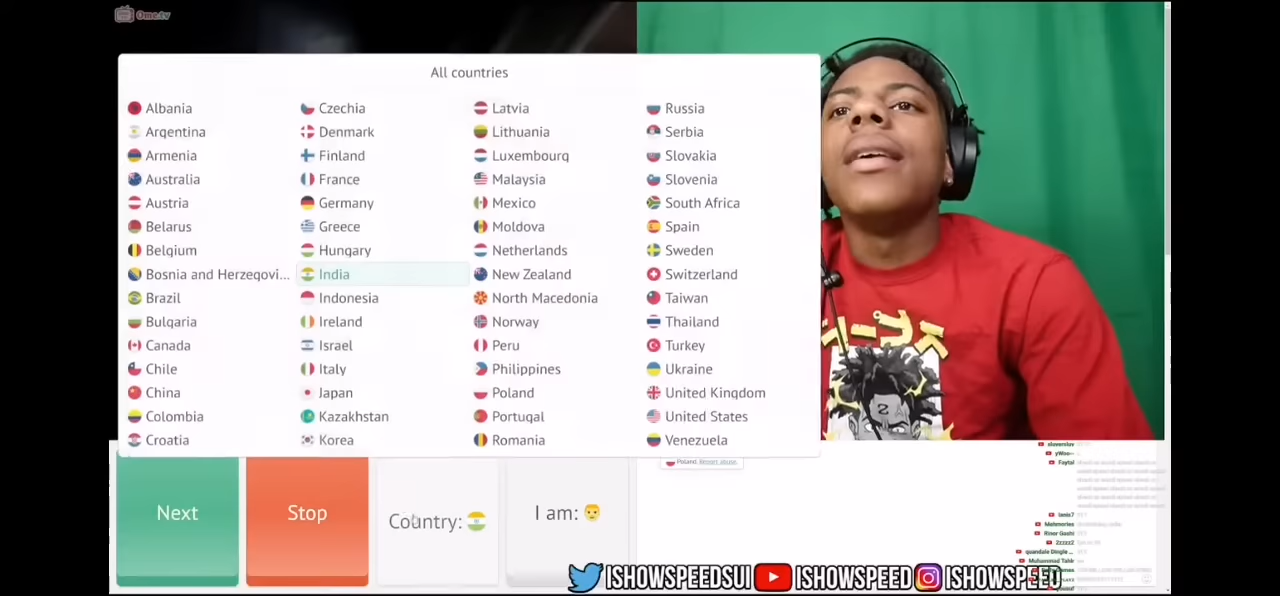 Ome.tv
All countries
Albania
Argentina
Armenia
Australia
Austria
Belarus
Belgium
Bosnia and Herzegovi...
Brazil
Bulgaria
Canada
Chile
China
Colombia
Croatia
Czechia
Denmark
Finland
France
Germany
Greece
Hungary
India
Indonesia
Ireland
Israel
Italy
Japan
Kazakhstan
Korea
Latvia
Lithuania
Luxembourg
Malaysia
Mexico
Moldova
Netherlands
New Zealand
North Macedonia
Norway
Peru
Philippines
Poland
Portugal
Romania
Russia
Serbia
Slovakia
Slovenia
South Africa
Spain
Sweden
Switzerland
Taiwan
Thailand
Turkey
Ukraine
United Kingdom
United States
Venezuela
Poland. Report abuse.
Next
Stop
Country:
I am:
ISHOWSPEEDSUI
ISHOWSPEED
ISHOWSPEED